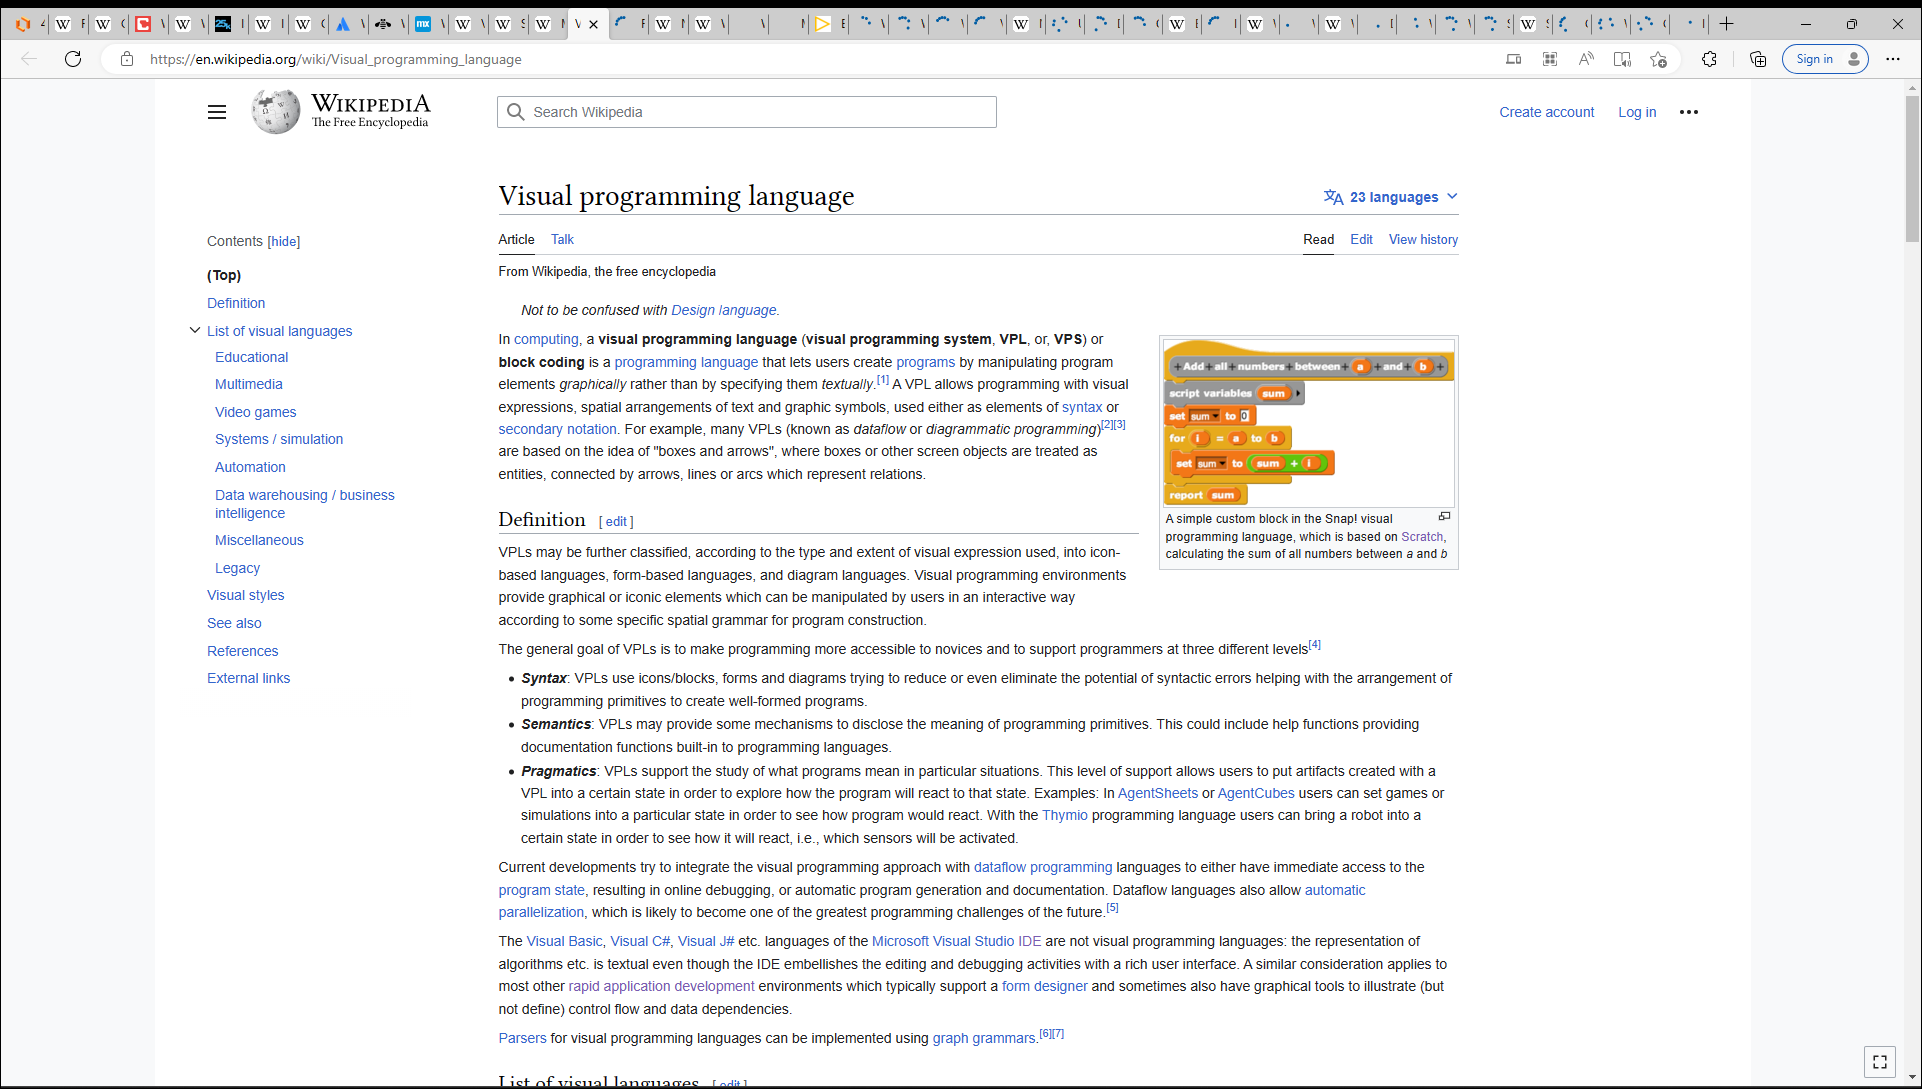 https://en.wikipedia.org/wiki/Visual_programming_language
Sign in
WIKIPEDIA
The Free Encyclopedia
Search Wikipedia
Create account
Log in
Visual programming language
23 languages
Article
Talk
Read
Edit
View history
From Wikipedia, the free encyclopedia
Contents [hide]
(Top)
Definition
List of visual languages
Educational
Multimedia
Video games
Systems / simulation
Automation
Data warehousing / business
intelligence
Miscellaneous
Legacy
Visual styles
See also
References
External links
Not to be confused with Design language.
In computing, a visual programming language (visual programming system, VPL, or, VPS) or
block coding is a programming language that lets users create programs by manipulating program
elements graphically rather than by specifying them textually.[1] A VPL allows programming with visual
expressions, spatial arrangements of text and graphic symbols, used either as elements of syntax or
secondary notation. For example, many VPLs (known as dataflow or diagrammatic programming)[2][3]
are based on the idea of "boxes and arrows", where boxes or other screen objects are treated as
entities, connected by arrows, lines or arcs which represent relations.
+ Add + all + numbers + between + a + and + b +
script variables sum
set sum to 0
for i = a to b
set sum to sum + i
report sum
A simple custom block in the Snap! visual
programming language, which is based on Scratch,
calculating the sum of all numbers between a and b
Definition [ edit ]
VPLs may be further classified, according to the type and extent of visual expression used, into icon-
based languages, form-based languages, and diagram languages. Visual programming environments
provide graphical or iconic elements which can be manipulated by users in an interactive way
according to some specific spatial grammar for program construction.
The general goal of VPLs is to make programming more accessible to novices and to support programmers at three different levels[4]
• Syntax: VPLs use icons/blocks, forms and diagrams trying to reduce or even eliminate the potential of syntactic errors helping with the arrangement of
programming primitives to create well-formed programs.
• Semantics: VPLs may provide some mechanisms to disclose the meaning of programming primitives. This could include help functions providing
documentation functions built-in to programming languages.
• Pragmatics: VPLs support the study of what programs mean in particular situations. This level of support allows users to put artifacts created with a
VPL into a certain state in order to explore how the program will react to that state. Examples: In AgentSheets or AgentCubes users can set games or
simulations into a particular state in order to see how program would react. With the Thymio programming language users can bring a robot into a
certain state in order to see how it will react, i.e., which sensors will be activated.
Current developments try to integrate the visual programming approach with dataflow programming languages to either have immediate access to the
program state, resulting in online debugging, or automatic program generation and documentation. Dataflow languages also allow automatic
parallelization, which is likely to become one of the greatest programming challenges of the future.[5]
The Visual Basic, Visual C#, Visual J# etc. languages of the Microsoft Visual Studio IDE are not visual programming languages: the representation of
algorithms etc. is textual even though the IDE embellishes the editing and debugging activities with a rich user interface. A similar consideration applies to
most other rapid application development environments which typically support a form designer and sometimes also have graphical tools to illustrate (but
not define) control flow and data dependencies.
Parsers for visual programming languages can be implemented using graph grammars.[6][7]
List of visual languages [ edit ]